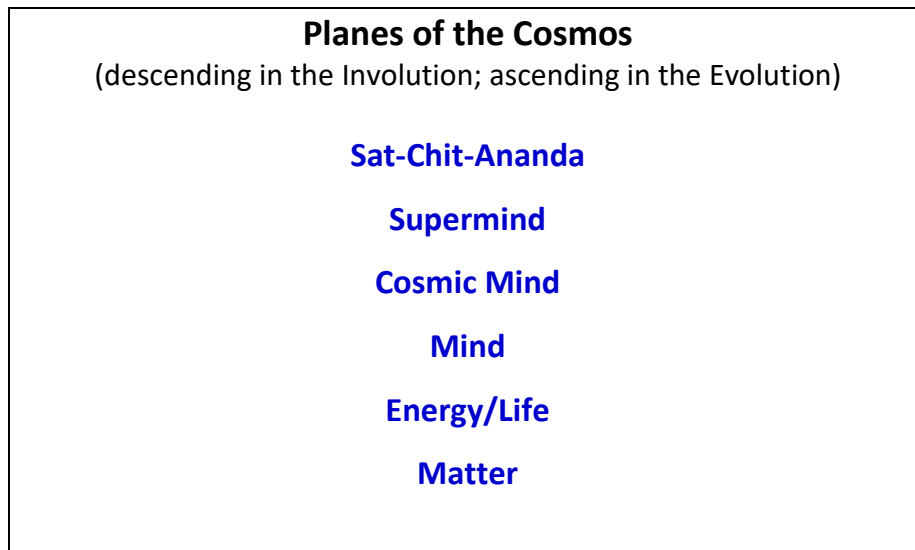 Planes of the Cosmos
(descending in the Involution; ascending in the Evolution)
Sat-Chit-Ananda
Supermind
Cosmic Mind
Mind
Energy/Life
Matter